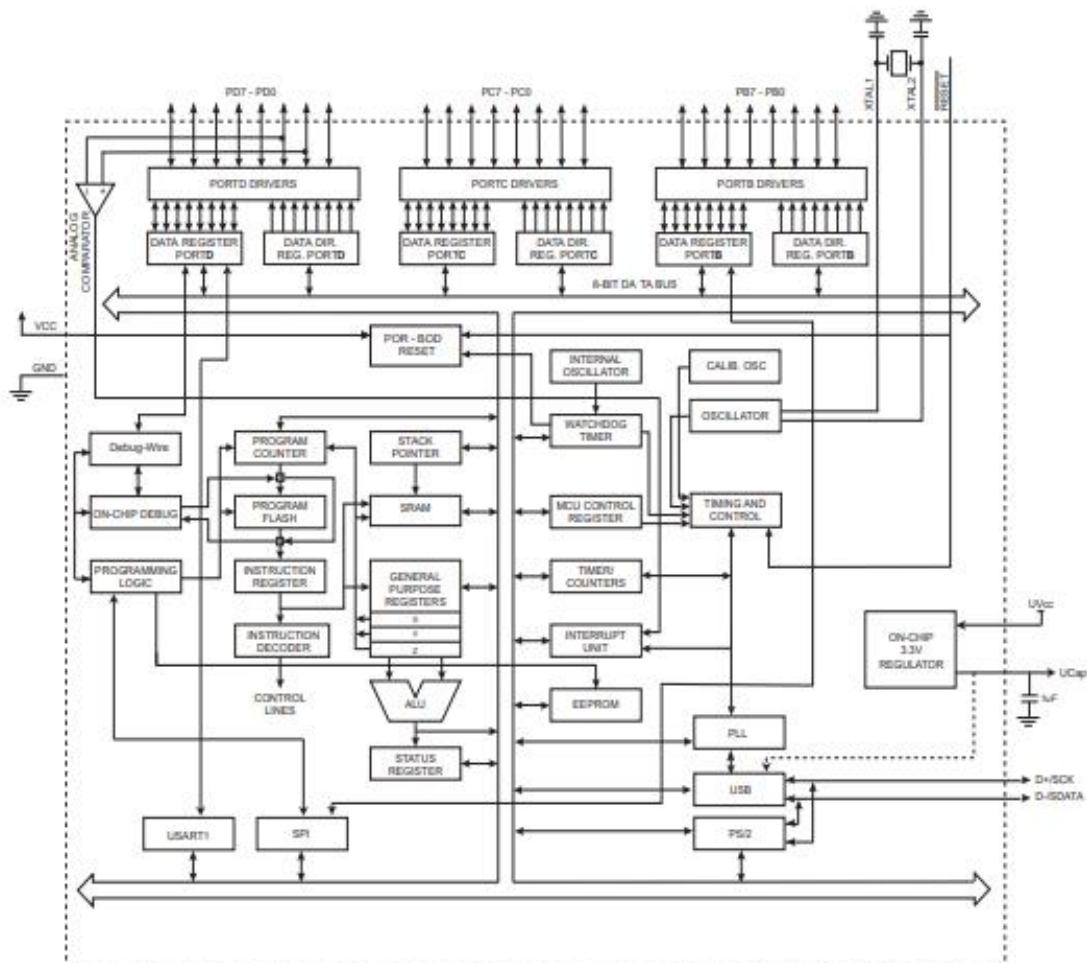 PD7 - PD0
PC7 - PC0
PB7 - PB0
XTAL1
XTAL2
RESET
PORTD DRIVERS
PORTC DRIVERS
PORTB DRIVERS
- +
ANALOG
COMPARATOR
DATA REGISTER
PORTD
DATA DIR.
REG. PORTD
DATA REGISTER
PORTC
DATA DIR.
REG. PORTC
DATA REGISTER
PORTB
DATA DIR.
REG. PORTB
8-BIT DA TA BUS
VCC
POR - BOD
RESET
INTERNAL
OSCILLATOR
CALIB. OSC
GND
OSCILLATOR
WATCHDOG
TIMER
Debug-Wire
PROGRAM
COUNTER
STACK
POINTER
ON-CHIP DEBUG
PROGRAM
FLASH
SRAM
MCU CONTROL
REGISTER
TIMING AND
CONTROL
PROGRAMMING
LOGIC
INSTRUCTION
REGISTER
GENERAL
PURPOSE
REGISTERS
X
Y
Z
TIMER/
COUNTERS
INSTRUCTION
DECODER
INTERRUPT
UNIT
ON-CHIP
3.3V
REGULATOR
UVcc
UCap
1uF
CONTROL
LINES
ALU
EEPROM
STATUS
REGISTER
PLL
USB
D+/SCK
D-/SDATA
USART1
SPI
PS/2